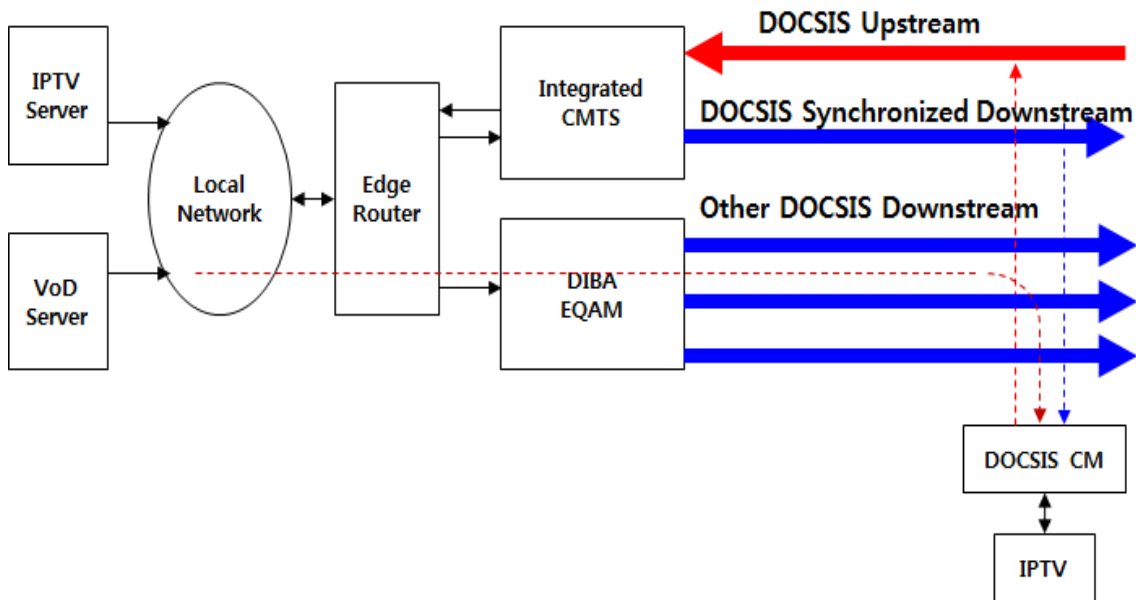 DOCSIS Upstream
IPTV
Server
Integrated
CMTS
DOCSIS Synchronized Downstream
Local
Network
Edge
Router
Other DOCSIS Downstream
VoD
Server
DIBA
EQAM
DOCSIS CM
IPTV